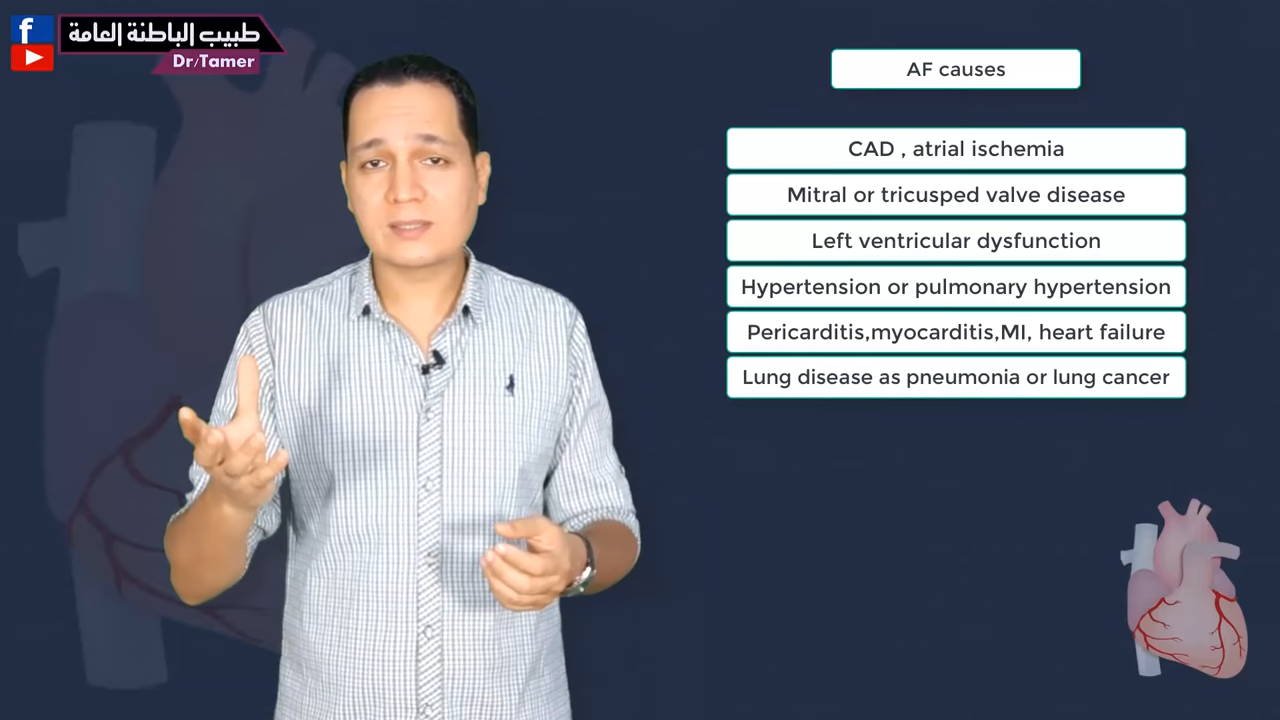 f
طبيب الباطنة العامة
Dr/Tamer
AF causes
CAD , atrial ischemia
Mitral or tricusped valve disease
Left ventricular dysfunction
Hypertension or pulmonary hypertension
Pericarditis,myocarditis,MI, heart failure
Lung disease as pneumonia or lung cancer